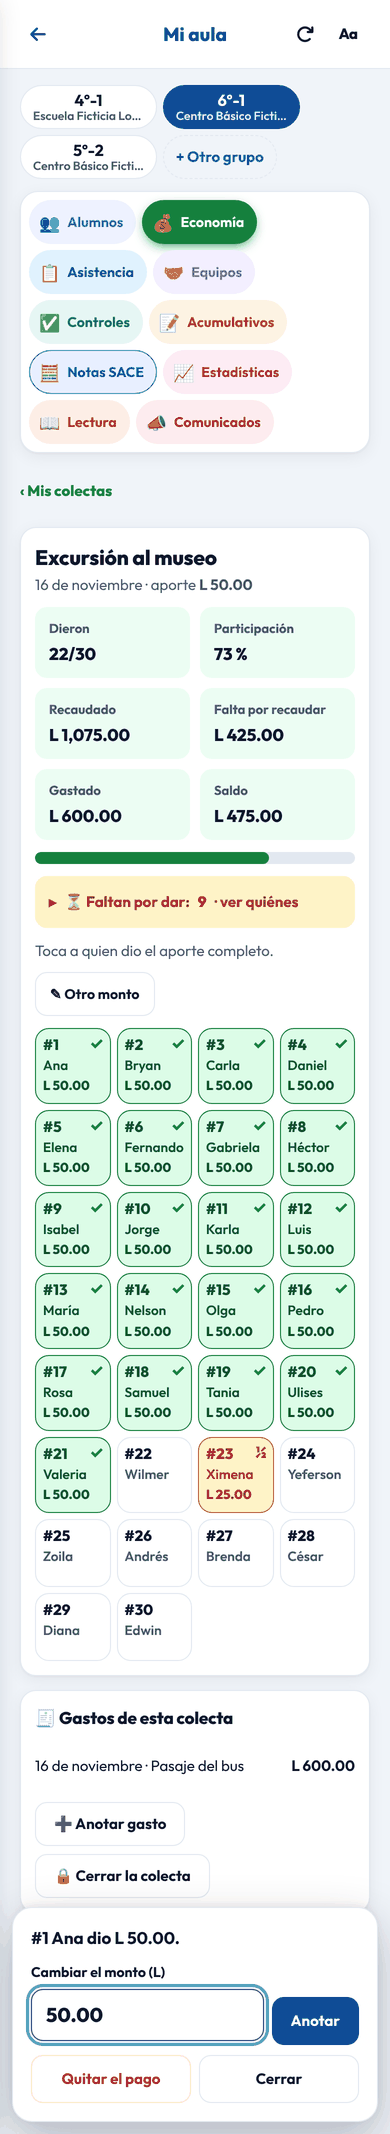 ← Mi aula Aa
4°-1
Escuela Ficticia Lo...
6°-1
Centro Básico Ficti...
5°-2
Centro Básico Ficti...
+ Otro grupo
Alumnos
Economía
Asistencia
Equipos
Controles
Acumulativos
Notas SACE
Estadísticas
Lectura
Comunicados
‹ Mis colectas
Excursión al museo
16 de noviembre · aporte L 50.00
Dieron
22/30
Participación
73 %
Recaudado
L 1,075.00
Falta por recaudar
L 425.00
Gastado
L 600.00
Saldo
L 475.00
▸ ⏳ Faltan por dar: 9 · ver quiénes
Toca a quien dio el aporte completo.
✎ Otro monto
#1 ✓
Ana
L 50.00
#2 ✓
Bryan
L 50.00
#3 ✓
Carla
L 50.00
#4 ✓
Daniel
L 50.00
#5 ✓
Elena
L 50.00
#6 ✓
Fernando
L 50.00
#7 ✓
Gabriela
L 50.00
#8 ✓
Héctor
L 50.00
#9 ✓
Isabel
L 50.00
#10 ✓
Jorge
L 50.00
#11 ✓
Karla
L 50.00
#12 ✓
Luis
L 50.00
#13 ✓
María
L 50.00
#14 ✓
Nelson
L 50.00
#15 ✓
Olga
L 50.00
#16 ✓
Pedro
L 50.00
#17 ✓
Rosa
L 50.00
#18 ✓
Samuel
L 50.00
#19 ✓
Tania
L 50.00
#20 ✓
Ulises
L 50.00
#21 ✓
Valeria
L 50.00
#22
Wilmer
#23 ½
Ximena
L 25.00
#24
Yeferson
#25
Zoila
#26
Andrés
#27
Brenda
#28
César
#29
Diana
#30
Edwin
🧾 Gastos de esta colecta
16 de noviembre · Pasaje del bus L 600.00
➕ Anotar gasto
🔒 Cerrar la colecta
#1 Ana dio L 50.00.
Cambiar el monto (L)
50.00
Anotar
Quitar el pago
Cerrar